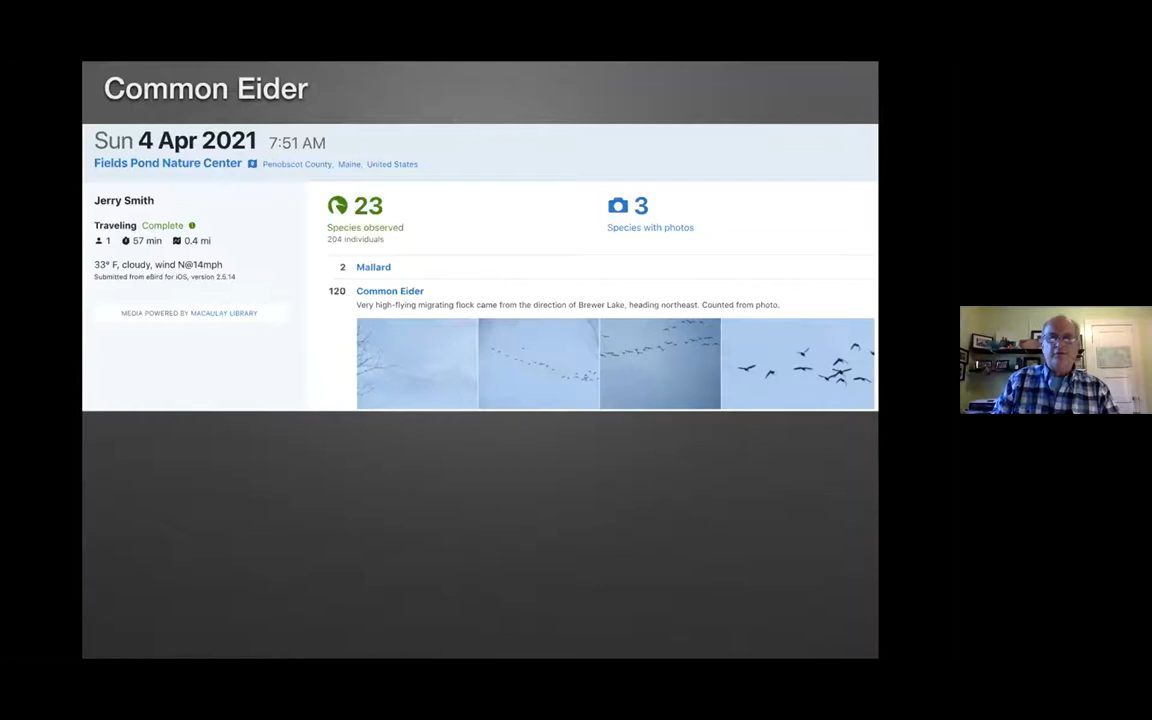 Common Eider
Sun 4 Apr 2021 7:51 AM
Fields Pond Nature Center Penobscot County, Maine, United States
Jerry Smith
Traveling Complete
1 57 min 0.4 mi
33° F, cloudy, wind N@14mph
Submitted from eBird for iOS, version 2.5.14
MEDIA POWERED BY MACAULAY LIBRARY
23
Species observed
204 individuals
3
Species with photos
2 Mallard
120 Common Eider
Very high-flying migrating flock came from the direction of Brewer Lake, heading northeast. Counted from photo.